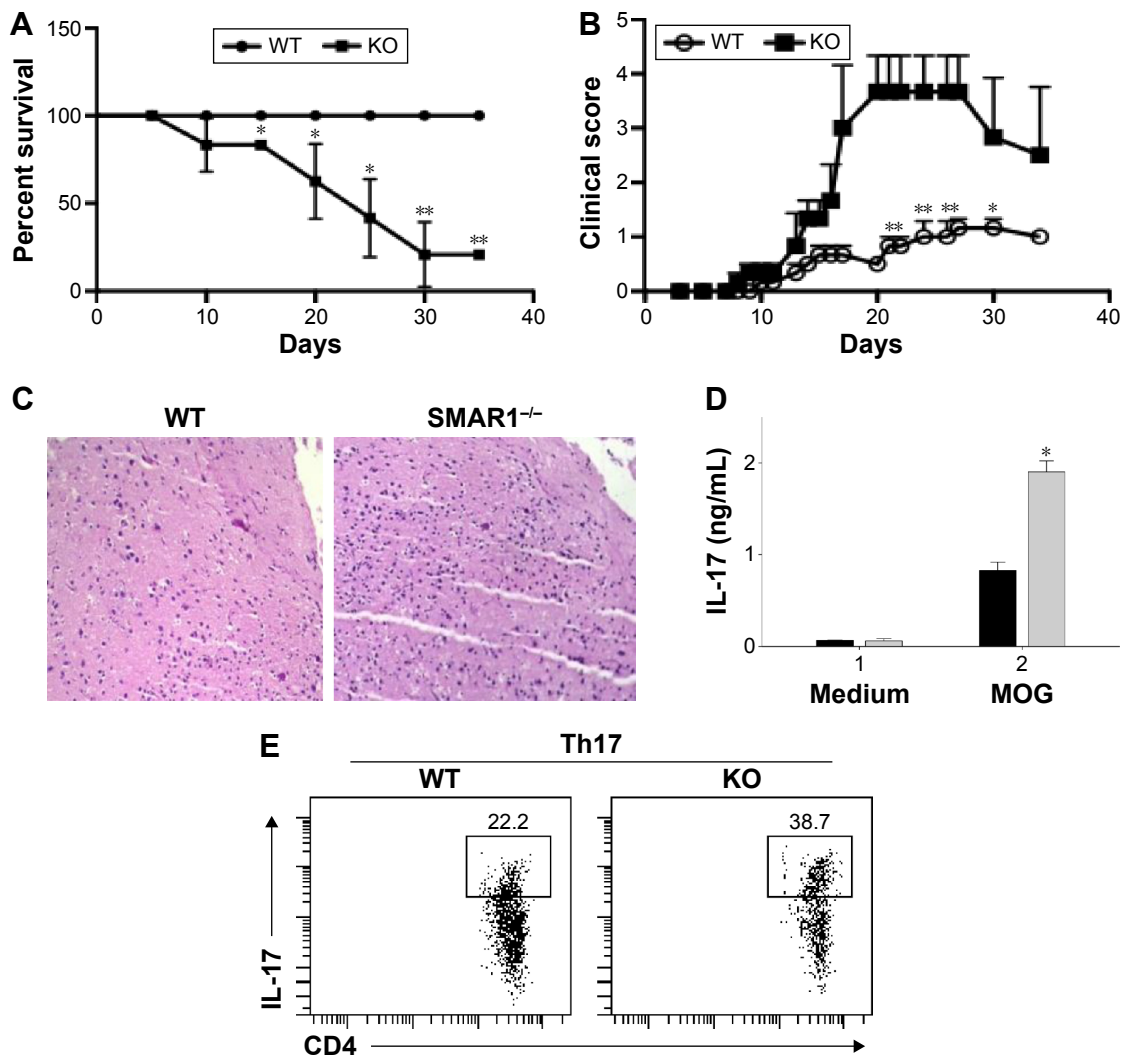 A
150
100
50
0
Percent survival
WT KO
* * * ** **
0 10 20 30 40
Days
B
5
4
3
2
1
0
Clinical score
WT KO
** ** ** *
0 10 20 30 40
Days
C
WT SMAR1–/–
D
2
1
0
IL-17 (ng/mL)
*
1 2
Medium MOG
E
Th17
WT KO
22.2 38.7
IL-17
CD4